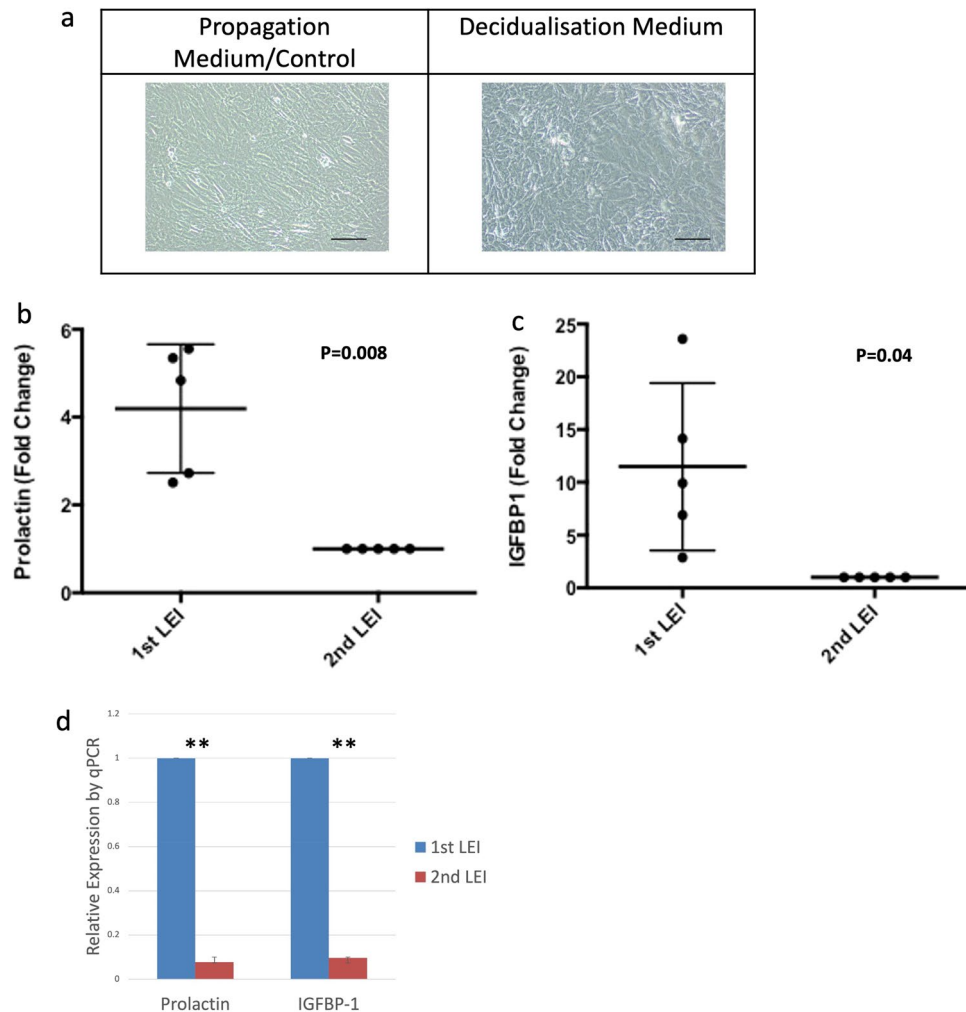 a
Propagation
Medium/Control
Decidualisation Medium
b
Prolactin (Fold Change)
6
4
2
0
P=0.008
1st LEI
2nd LEI
c
IGFBP1 (Fold Change)
25
20
15
10
5
0
P=0.04
1st LEI
2nd LEI
d
Relative Expression by qPCR
1.2
1
0.8
0.6
0.4
0.2
0
**
**
Prolactin
IGFBP-1
1st LEI
2nd LEI